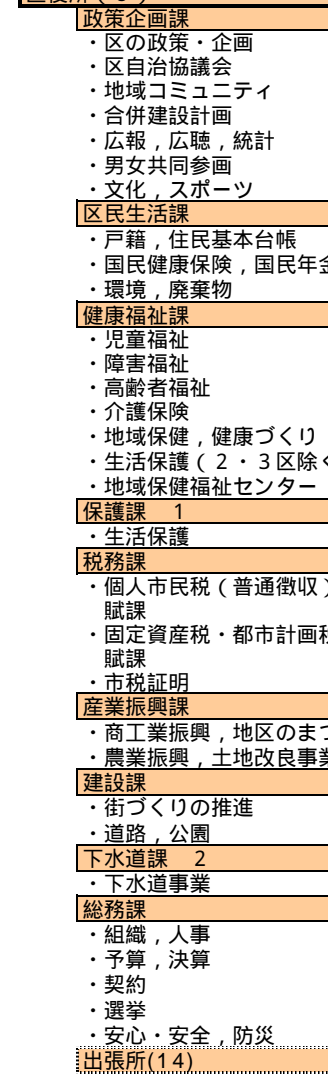 政策企画課
・区の政策・企画
・区自治協議会
・地域コミュニティ
・合併建設計画
・広報，広聴，統計
・男女共同参画
・文化，スポーツ
区民生活課
・戸籍，住民基本台帳
・国民健康保険，国民年金
・環境，廃棄物
健康福祉課
・児童福祉
・障害福祉
・高齢者福祉
・介護保険
・地域保健，健康づくり
・生活保護（２・３区除く
・地域保健福祉センター
保護課　1
・生活保護
税務課
・個人市民税（普通徴収）
賦課
・固定資産税・都市計画税
賦課
・市税証明
産業振興課
・商工業振興，地区のまつ
・農業振興，土地改良事業
建設課
・街づくりの推進
・道路，公園
下水道課　2
・下水道事業
総務課
・組織，人事
・予算，決算
・契約
・選挙
・安心・安全，防災
出張所(14)